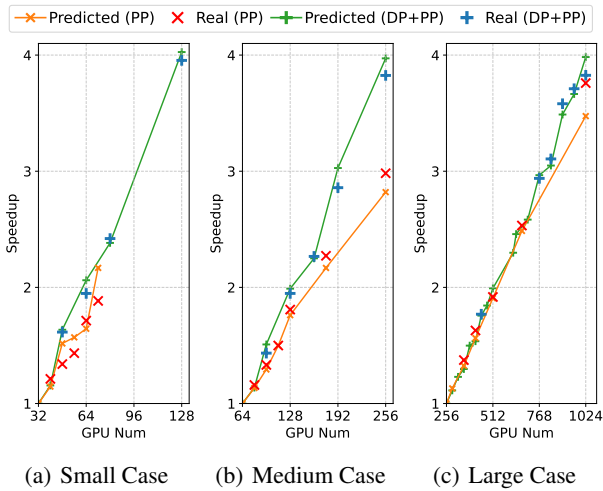 Predicted (PP) Real (PP) Predicted (DP+PP) Real (DP+PP)
4 4 4
3 3 3
2 2 2
1 1 1
Speedup Speedup Speedup
32 64 96 128 64 128 192 256 256 512 768 1024
GPU Num GPU Num GPU Num
(a) Small Case (b) Medium Case (c) Large Case